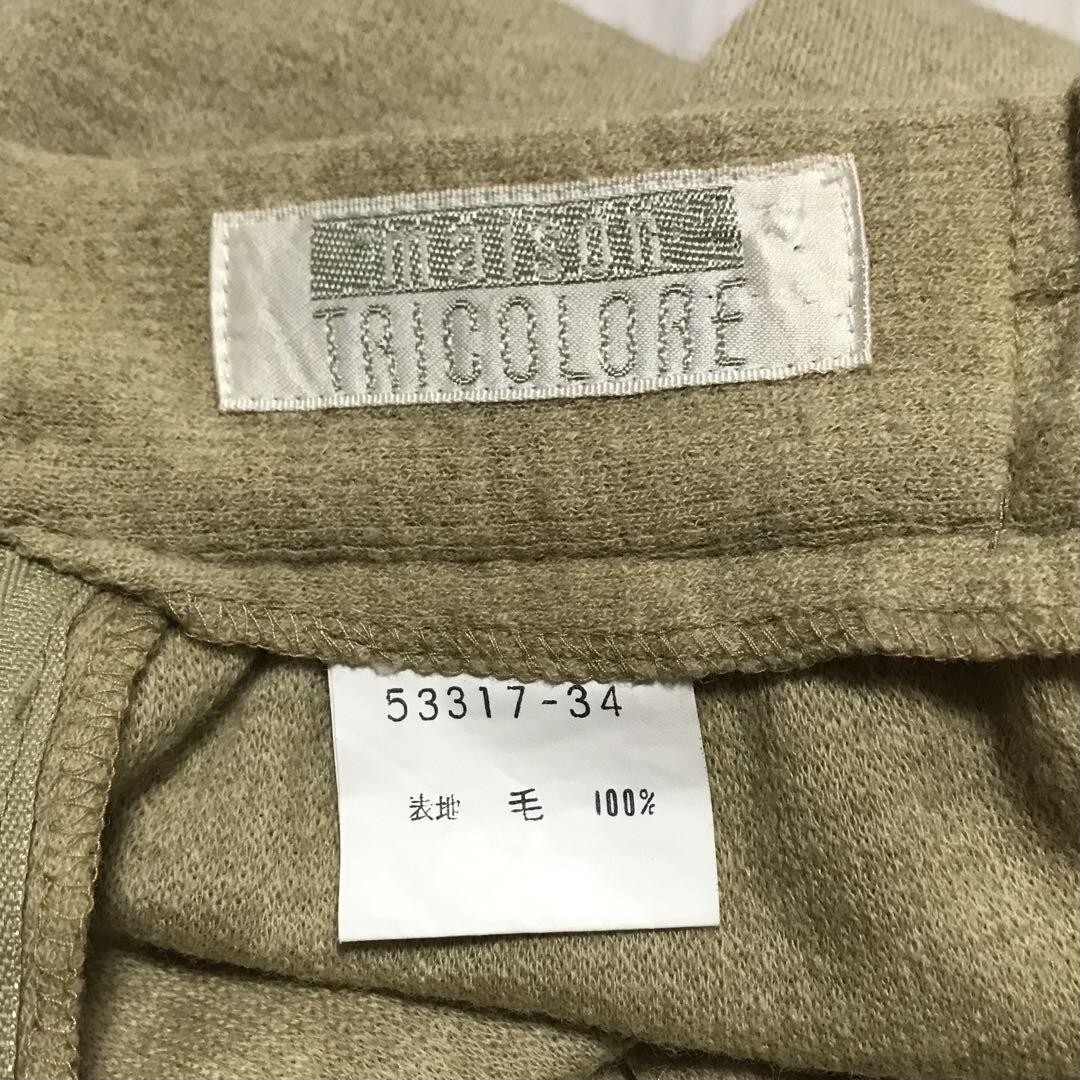 maison
TRICOLORE
53317-34
表地 毛 100%